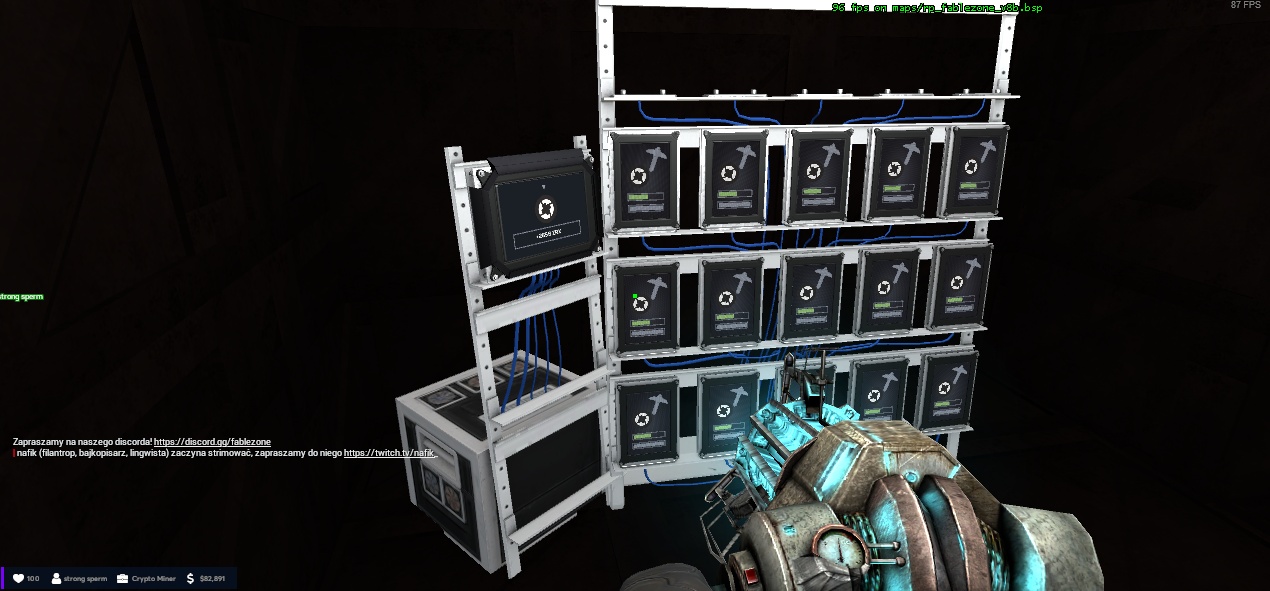 96 fps on maps/rp_fablezone_v8b.bsp
87 FPS
strong sperm
Zapraszamy na naszego discorda! https://discord.gg/fablezone
nafik (filantrop, bajkopisarz, lingwista) zaczyna strimować, zapraszamy do niego https://twitch.tv/nafik_
100
strong sperm
Crypto Miner
$82,891